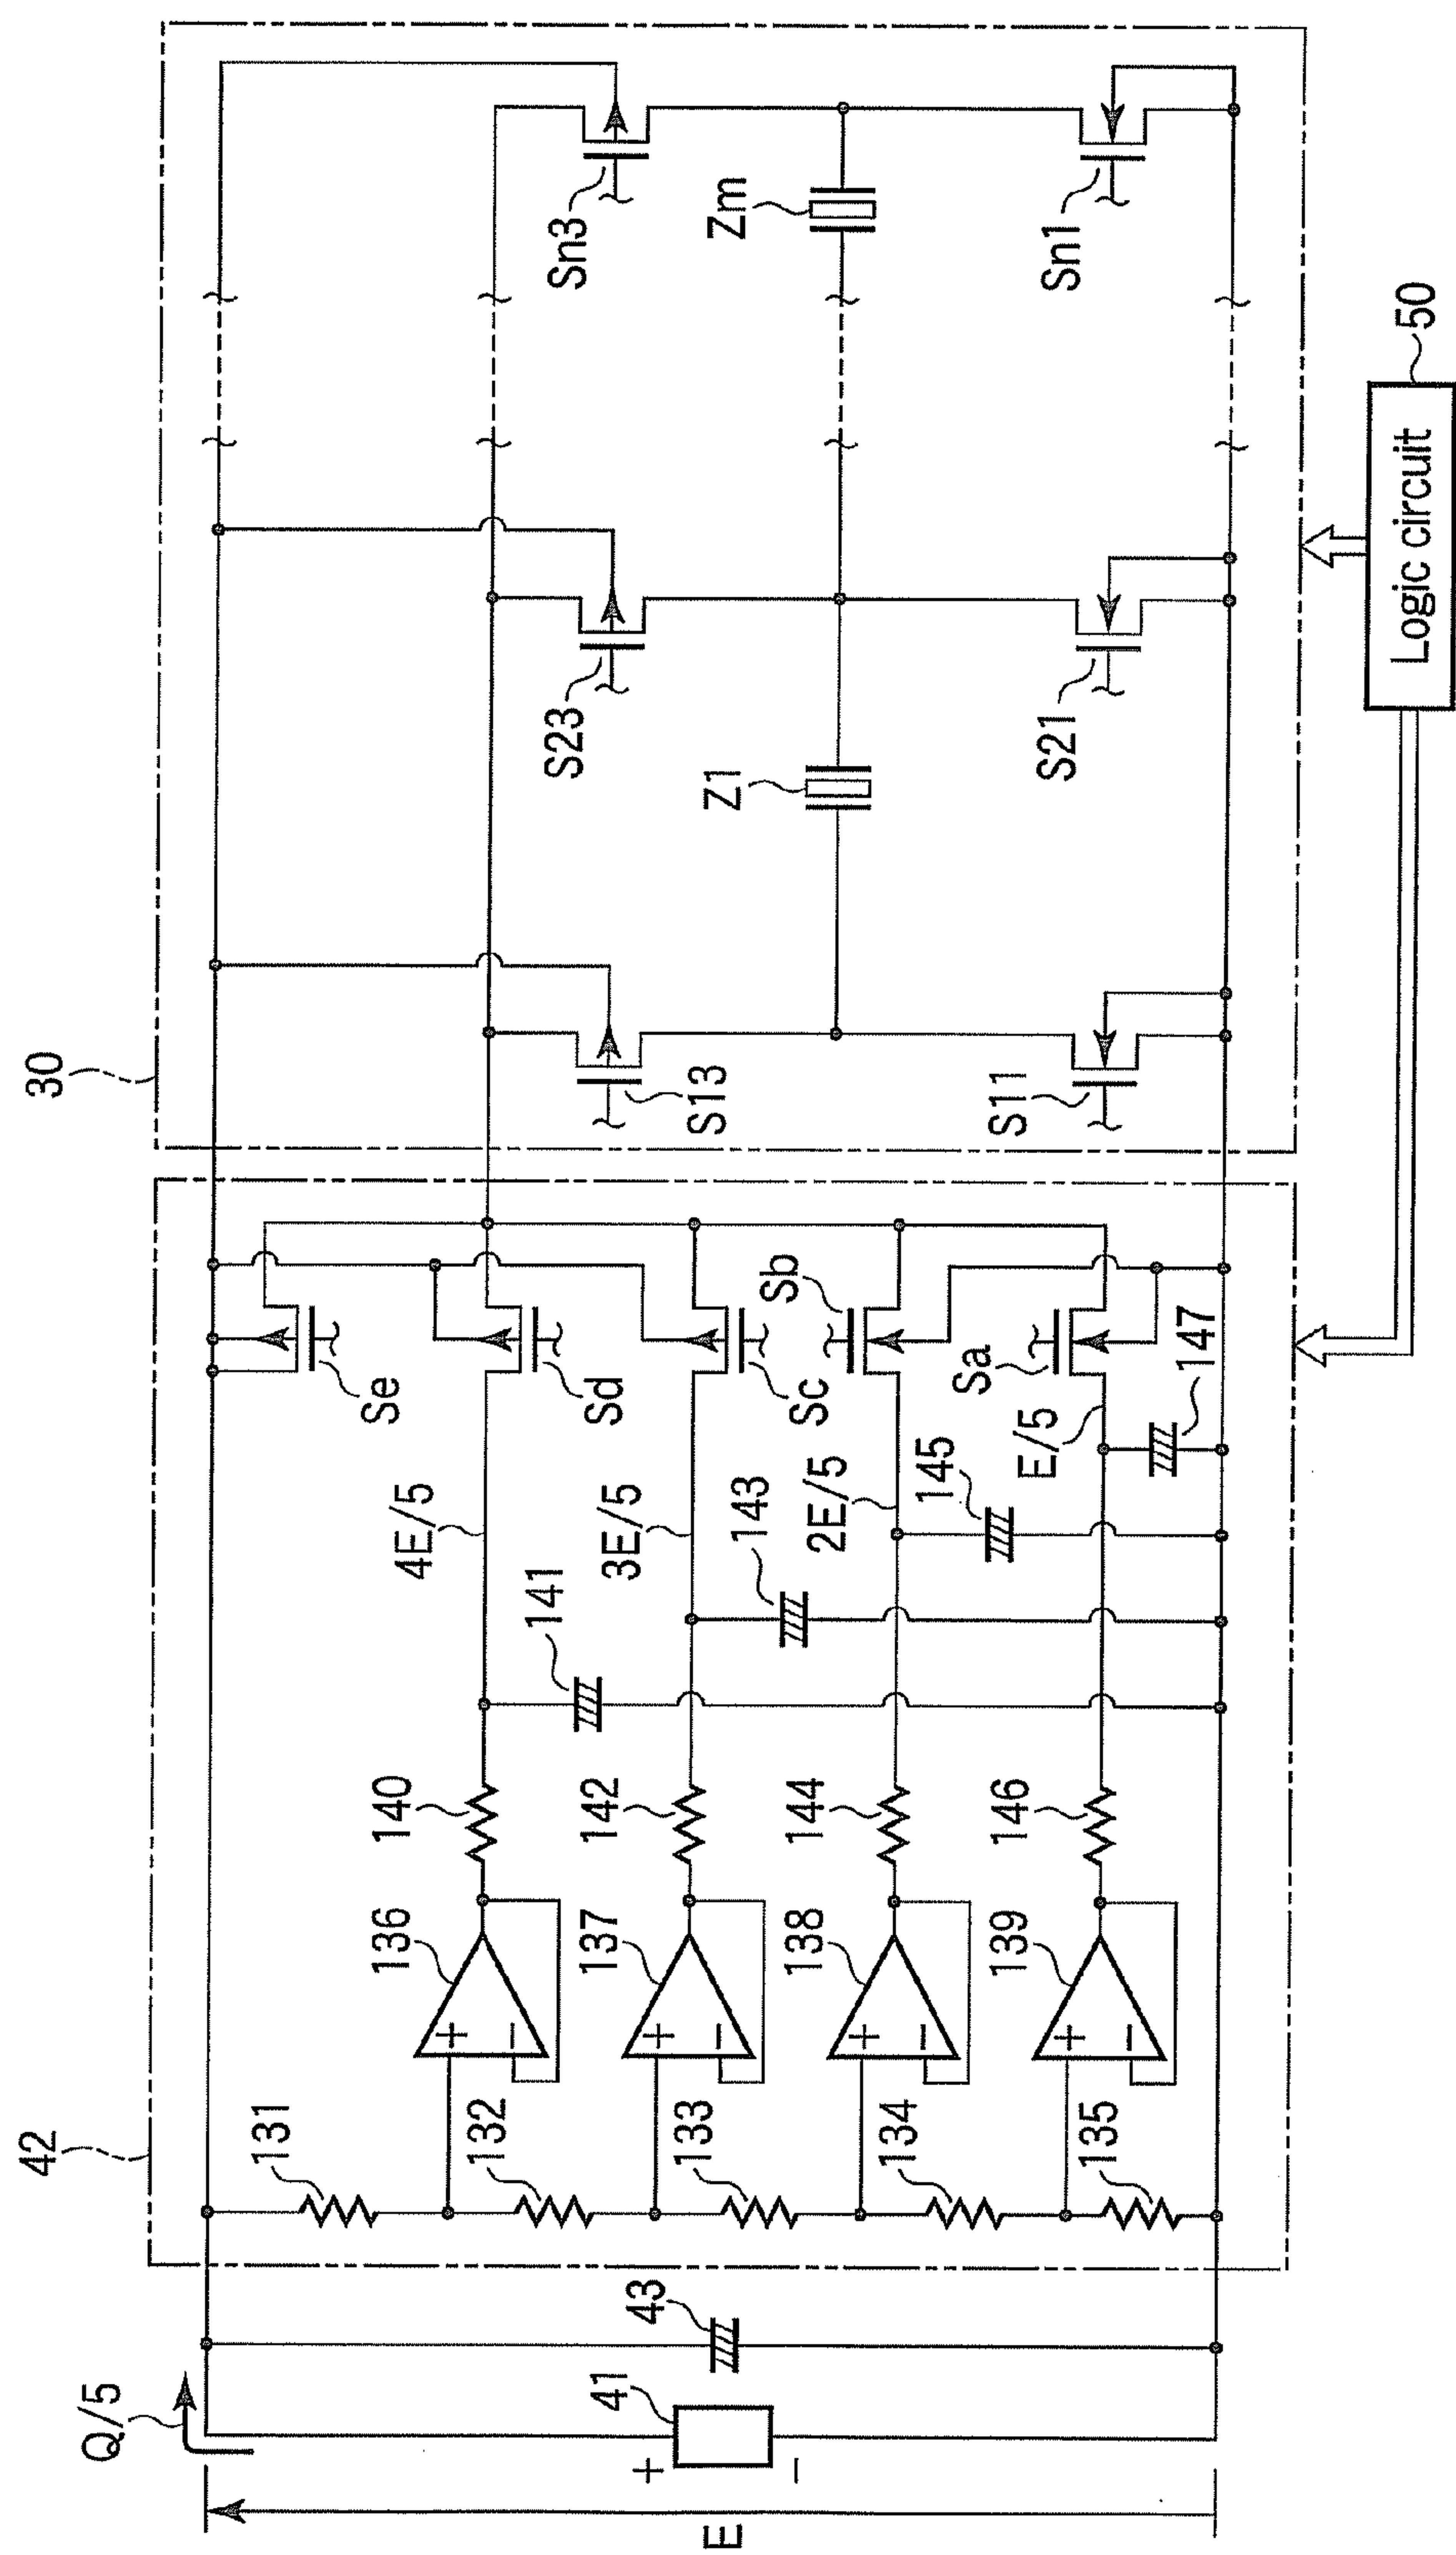 30
42
Q/5
E
+
41
−
43
131
132
133
134
135
136
+
−
137
+
−
138
+
−
139
+
−
140
142
144
146
4E/5
141
3E/5
143
2E/5
145
E/5
147
Se
Sd
Sc
Sb
Sa
S13
S11
Z1
S23
S21
Zm
Sn3
Sn1
Logic circuit
50